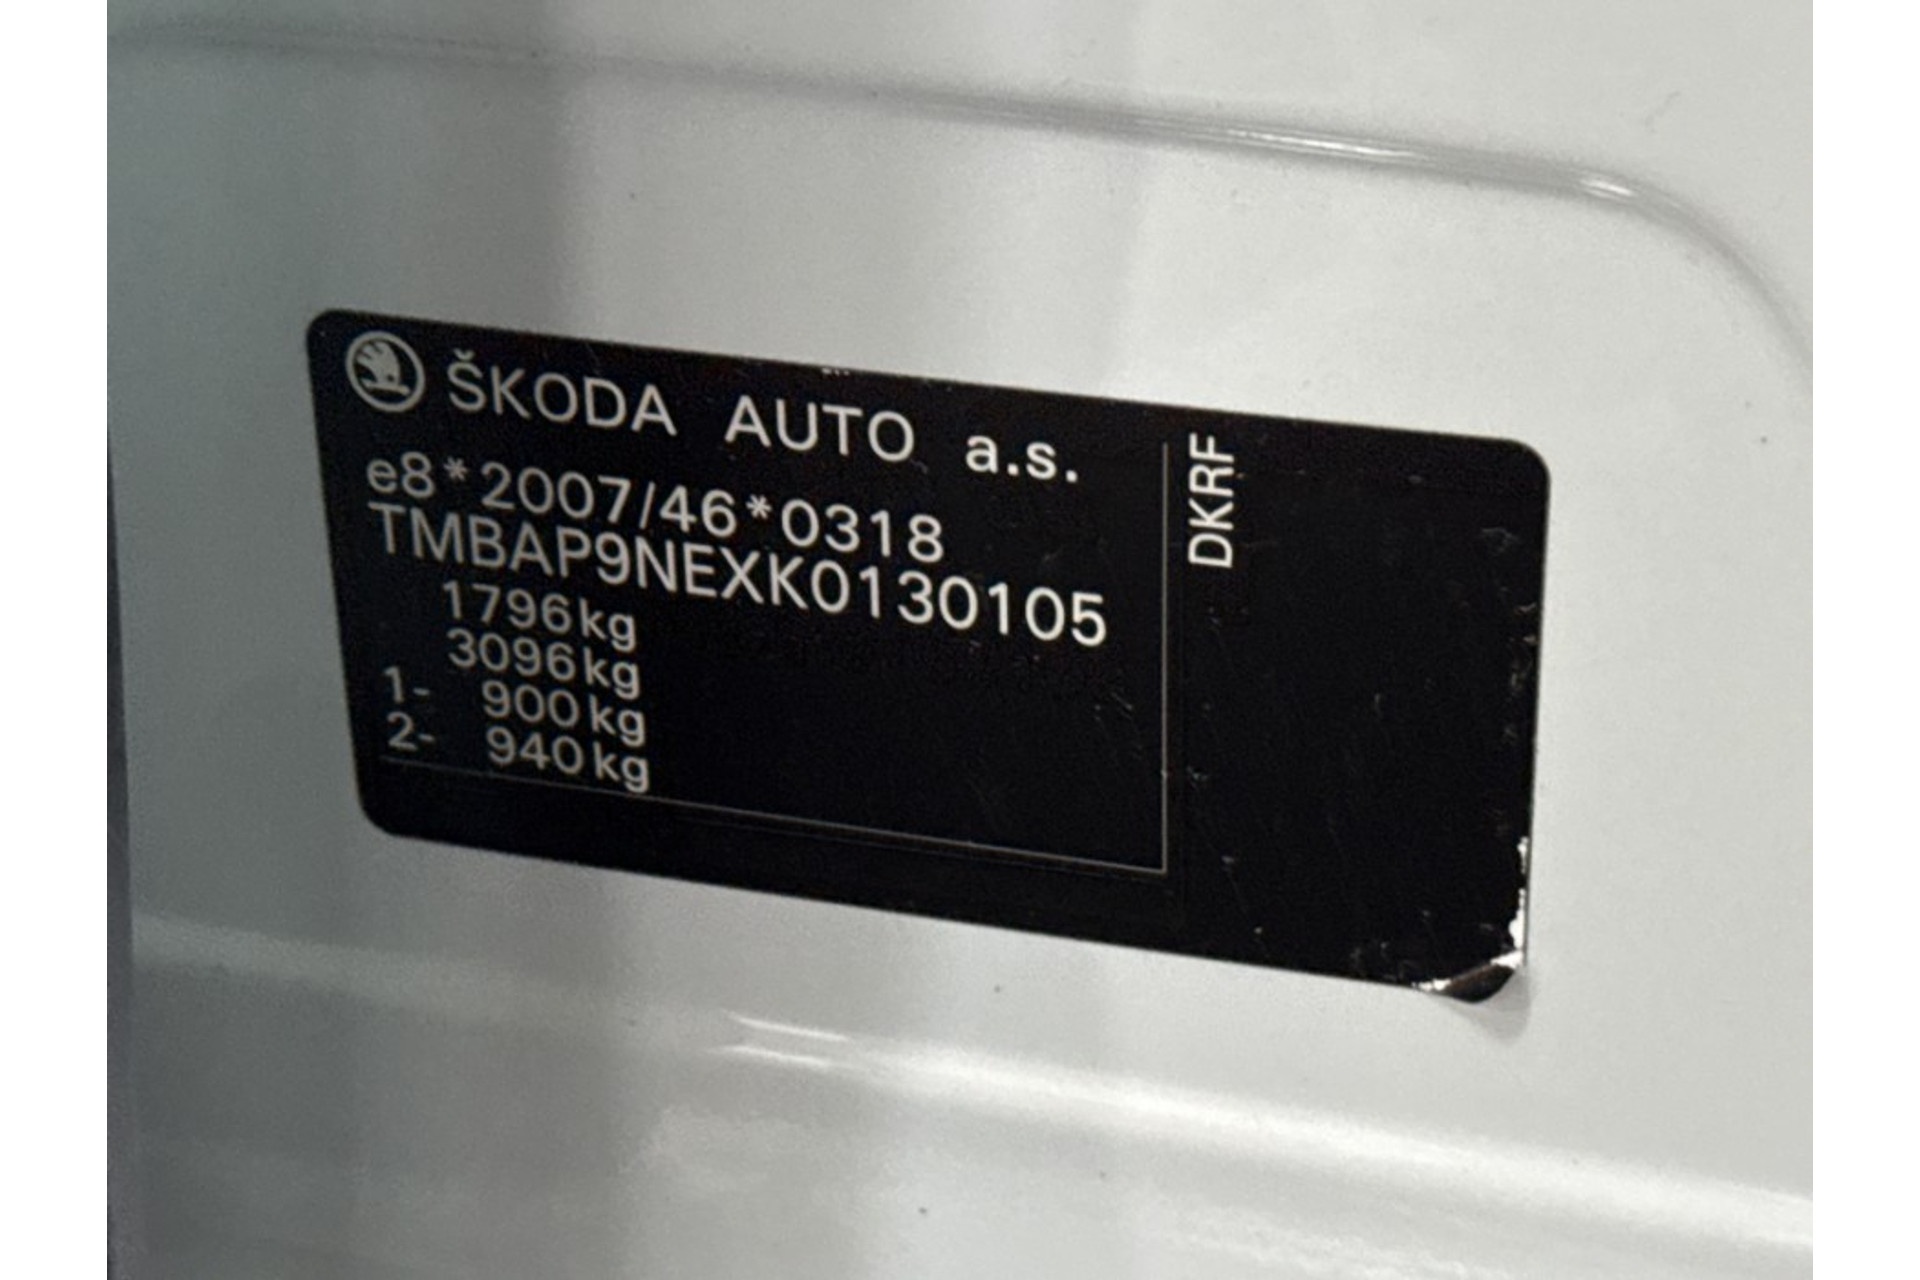 ŠKODA AUTO a.s.
e8*2007/46*0318
TMBAP9NEXK0130105
1796kg
3096kg
1- 900kg
2- 940kg
DKRF